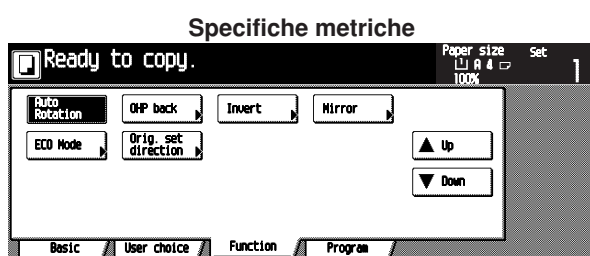 Specifiche metriche
Ready to copy.
Paper size
Set
A4
100%
1
Auto
Rotation
OHP back
Invert
Mirror
ECO Mode
Orig. set
direction
▲ Up
▼ Down
Basic
User choice
Function
Program